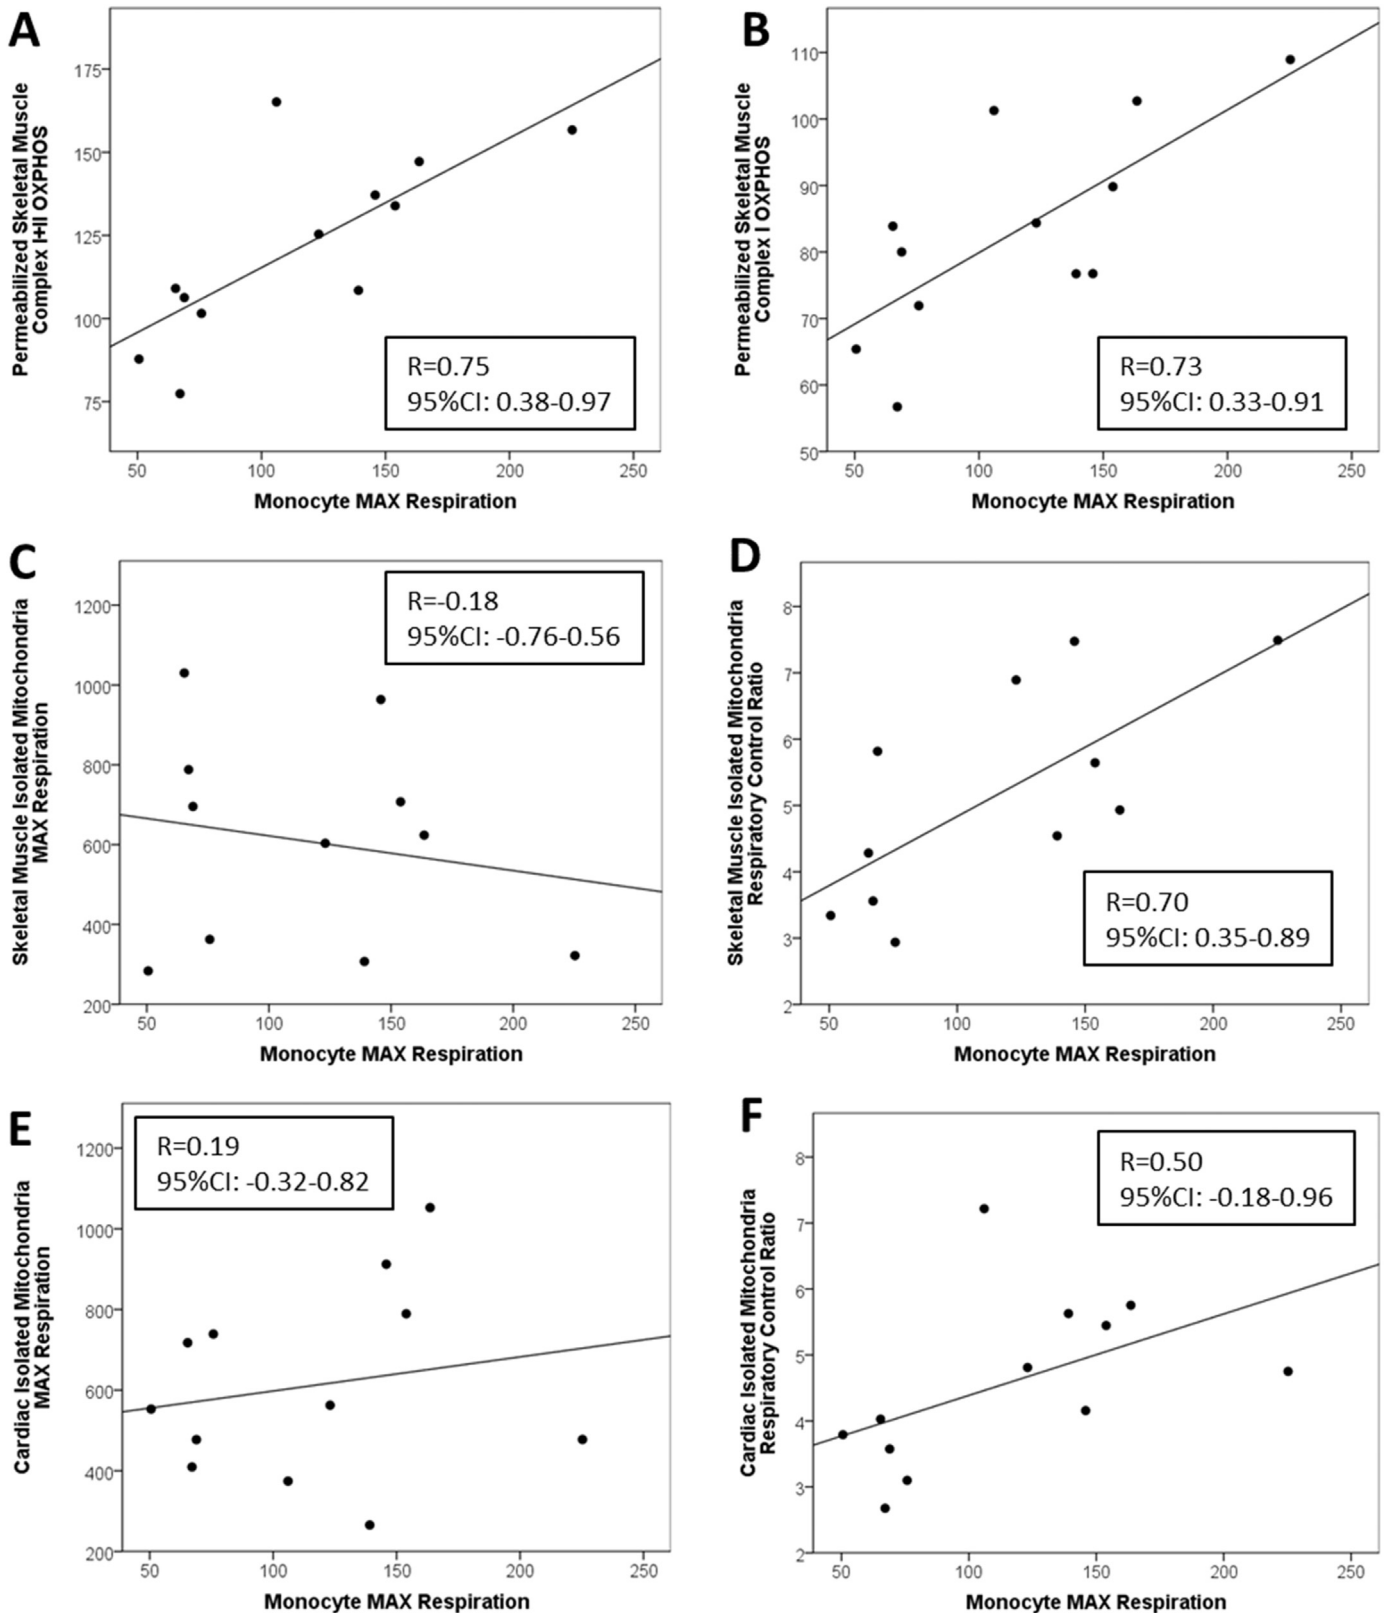 A
Permeabilized Skeletal Muscle
Complex I+II OXPHOS
175
150
125
100
75
R=0.75
95%CI: 0.38-0.97
50 100 150 200 250
Monocyte MAX Respiration
B
Permeabilized Skeletal Muscle
Complex I OXPHOS
110
100
90
80
70
60
50
R=0.73
95%CI: 0.33-0.91
50 100 150 200 250
Monocyte MAX Respiration
C
Skeletal Muscle Isolated Mitochondria
MAX Respiration
1200
1000
800
600
400
200
R=-0.18
95%CI: -0.76-0.56
50 100 150 200 250
Monocyte MAX Respiration
D
Skeletal Muscle Isolated Mitochondria
Respiratory Control Ratio
8
7
6
5
4
3
2
R=0.70
95%CI: 0.35-0.89
50 100 150 200 250
Monocyte MAX Respiration
E
Cardiac Isolated Mitochondria
MAX Respiration
1200
1000
800
600
400
200
R=0.19
95%CI: -0.32-0.82
50 100 150 200 250
Monocyte MAX Respiration
F
Cardiac Isolated Mitochondria
Respiratory Control Ratio
8
7
6
5
4
3
2
R=0.50
95%CI: -0.18-0.96
50 100 150 200 250
Monocyte MAX Respiration